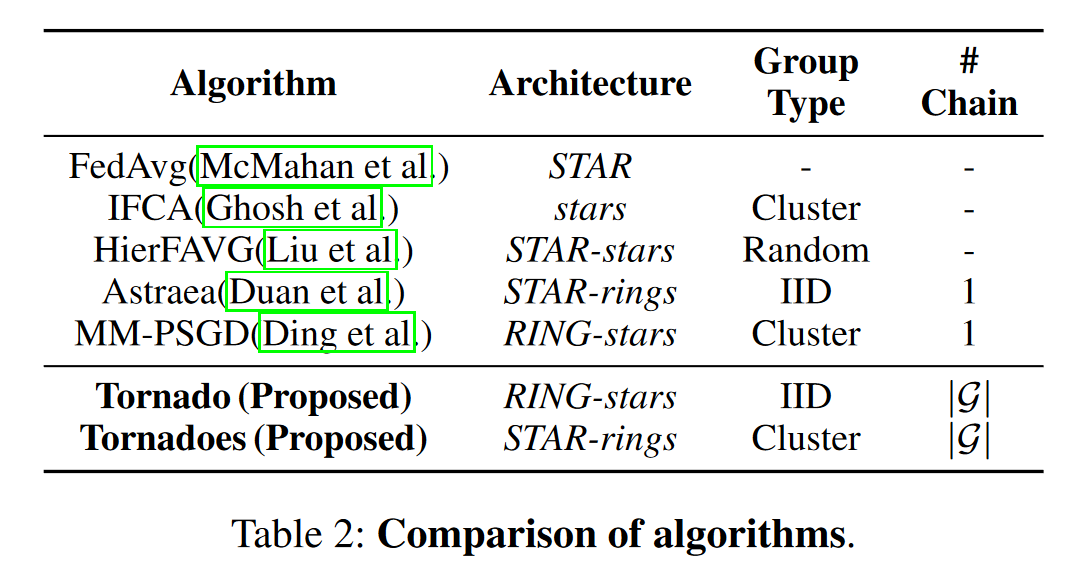 Algorithm Architecture Group Type # Chain
FedAvg(McMahan et al.) STAR - -
IFCA(Ghosh et al.) stars Cluster -
HierFAVG(Liu et al.) STAR-stars Random -
Astraea(Duan et al.) STAR-rings IID 1
MM-PSGD(Ding et al.) RING-stars Cluster 1
Tornado (Proposed) RING-stars IID |𝒢|
Tornadoes (Proposed) STAR-rings Cluster |𝒢|
Table 2: Comparison of algorithms.